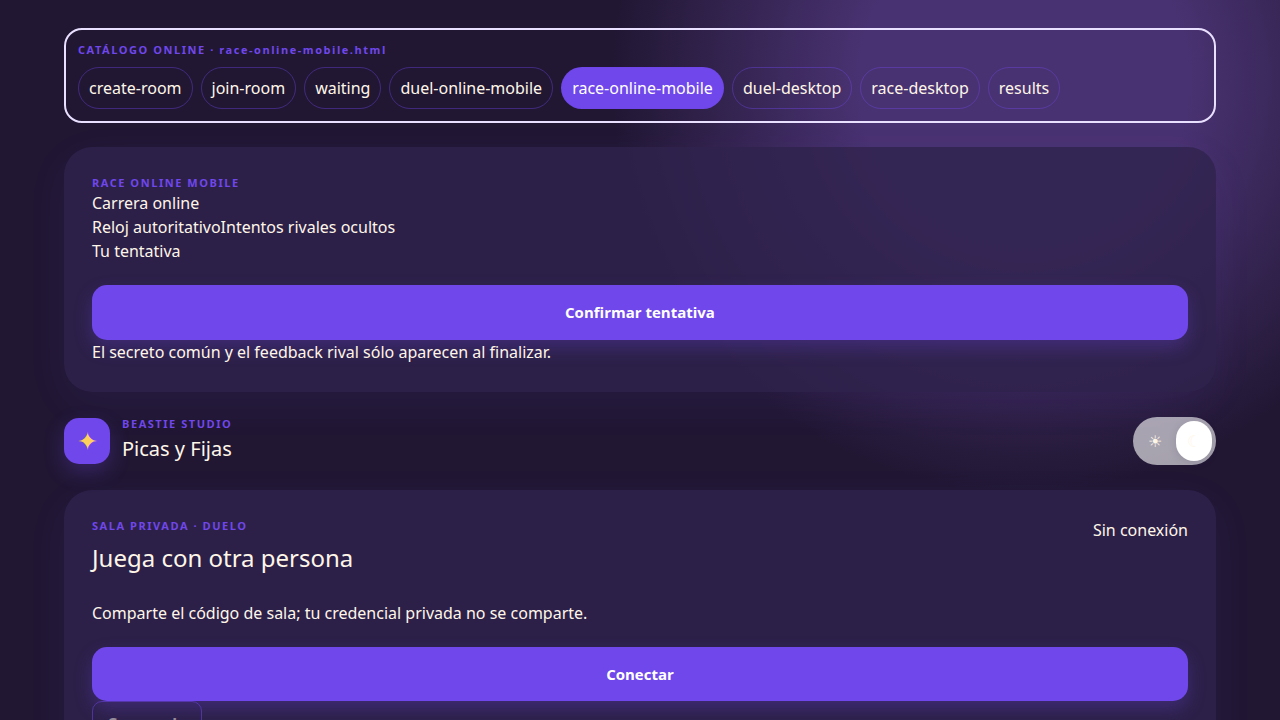 CATÁLOGO ONLINE · race-online-mobile.html
create-room join-room waiting duel-online-mobile race-online-mobile duel-desktop race-desktop results
RACE ONLINE MOBILE
Carrera online
Reloj autoritativoIntentos rivales ocultos
Tu tentativa
Confirmar tentativa
El secreto común y el feedback rival sólo aparecen al finalizar.
BEASTIE STUDIO
Picas y Fijas
SALA PRIVADA · DUELO
Sin conexión
Juega con otra persona
Comparte el código de sala; tu credencial privada no se comparte.
Conectar